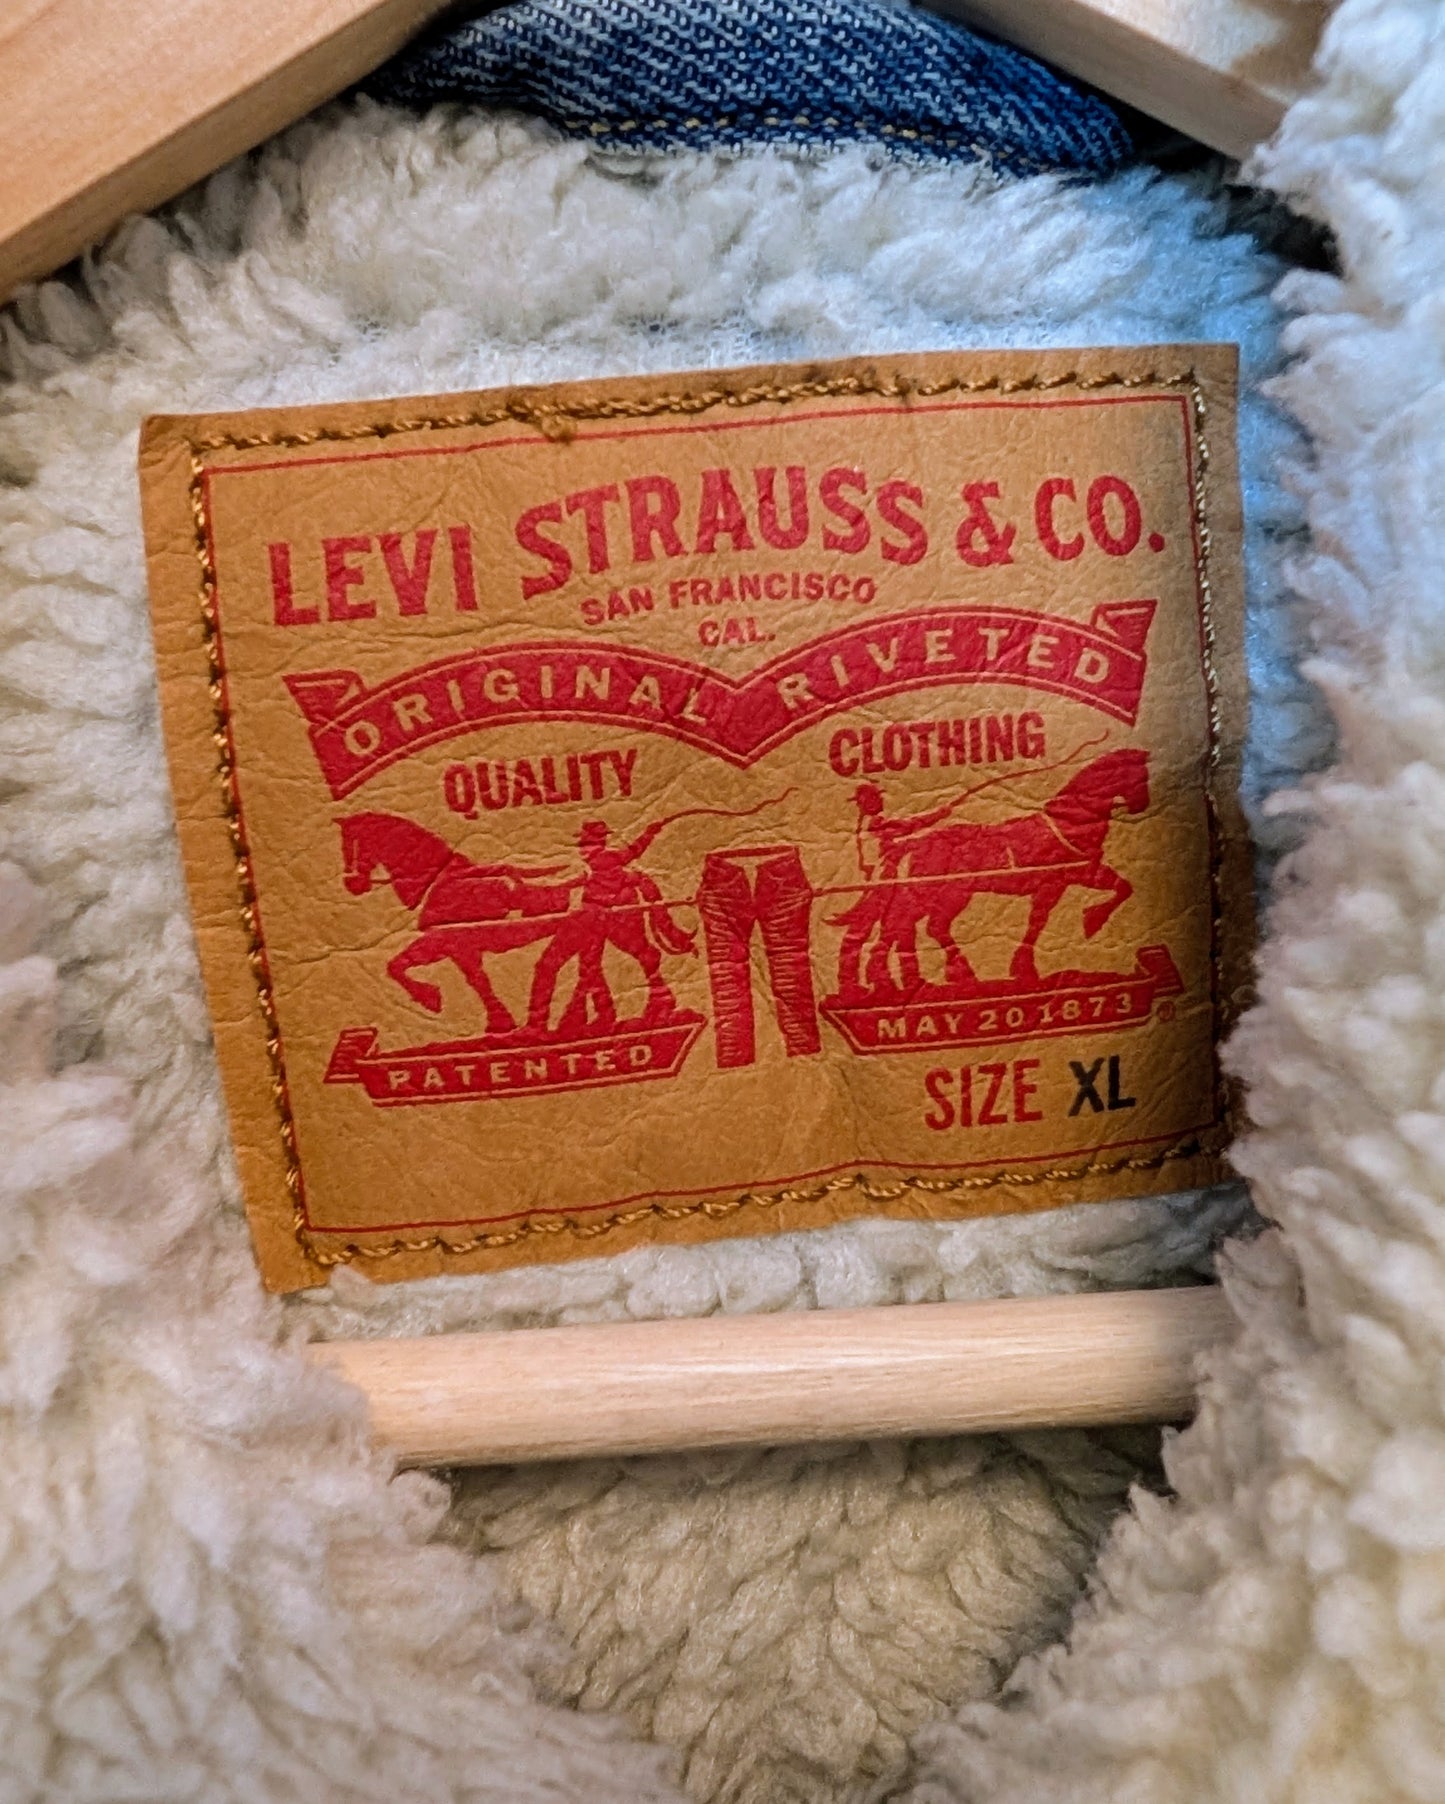 LEVI STRAUSS & CO.
SAN FRANCISCO
CAL.
ORIGINAL RIVETED
QUALITY CLOTHING
PATENTED MAY 20 1873
®
SIZE XL